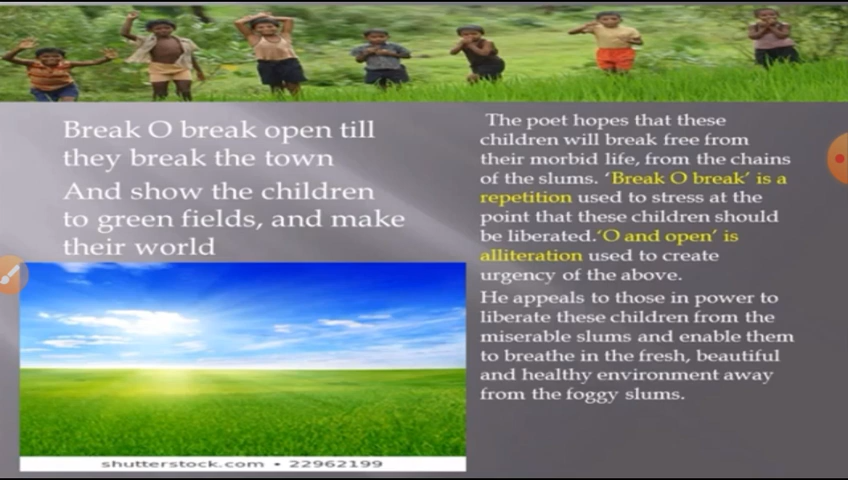 Break O break open till
they break the town
And show the children
to green fields, and make
their world
The poet hopes that these
children will break free from
their morbid life, from the chains
of the slums. ‘Break O break’ is a
repetition used to stress at the
point that these children should
be liberated.‘O and open’ is
alliteration used to create
urgency of the above.
He appeals to those in power to
liberate these children from the
miserable slums and enable them
to breathe in the fresh, beautiful
and healthy environment away
from the foggy slums.
shutterstock.com • 22962199